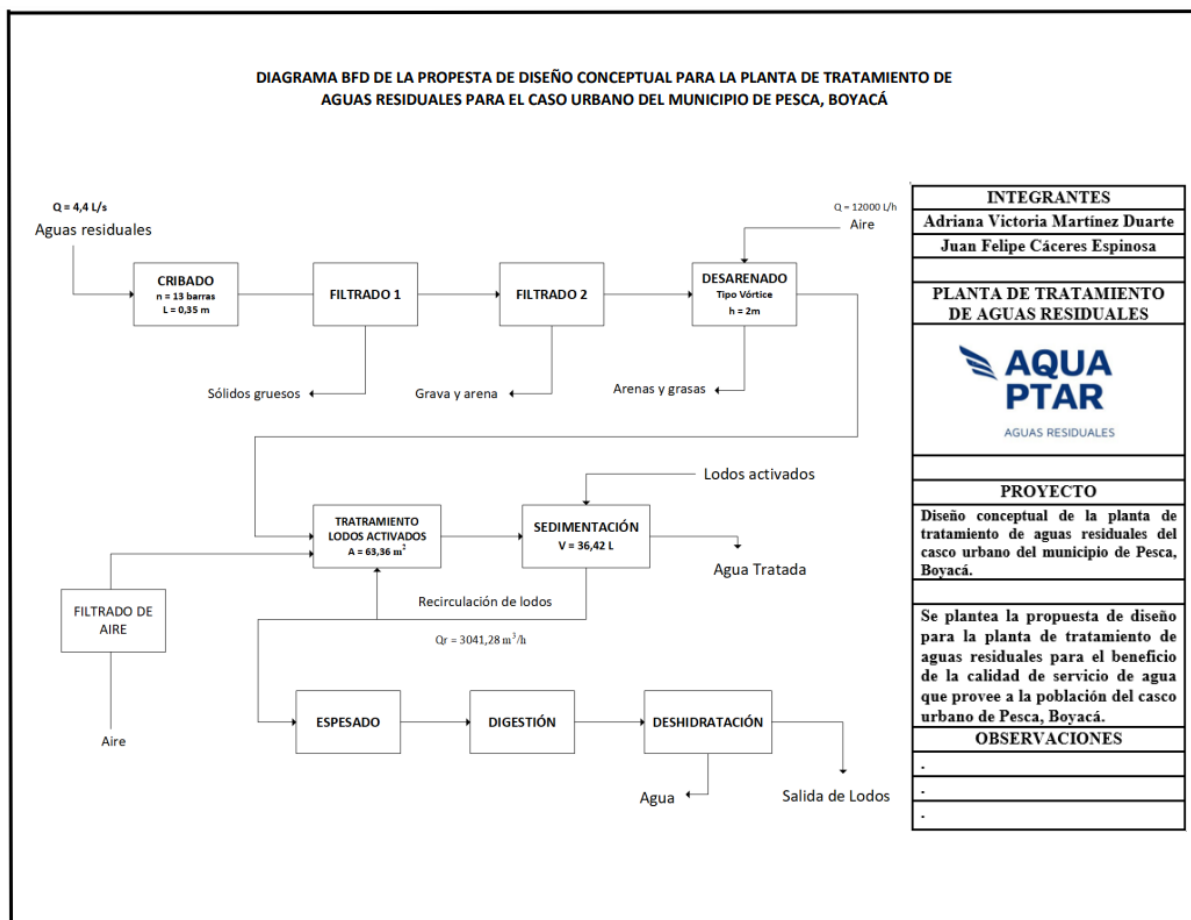 DIAGRAMA BFD DE LA PROPESTA DE DISEÑO CONCEPTUAL PARA LA PLANTA DE TRATAMIENTO DE
AGUAS RESIDUALES PARA EL CASO URBANO DEL MUNICIPIO DE PESCA, BOYACÁ
Q = 4,4 L/s
Aguas residuales
Q = 12000 L/h
Aire
CRIBADO
n = 13 barras
L = 0,35 m
FILTRADO 1
FILTRADO 2
DESARENADO
Tipo Vórtice
h = 2m
Sólidos gruesos
Grava y arena
Arenas y grasas
Lodos activados
TRATRAMIENTO
LODOS ACTIVADOS
A = 63,36 m²
SEDIMENTACIÓN
V = 36,42 L
Agua Tratada
FILTRADO DE
AIRE
Recirculación de lodos
Qr = 3041,28 m³/h
Aire
ESPESADO
DIGESTIÓN
DESHIDRATACIÓN
Agua
Salida de Lodos
INTEGRANTES
Adriana Victoria Martínez Duarte
Juan Felipe Cáceres Espinosa
PLANTA DE TRATAMIENTO
DE AGUAS RESIDUALES
AQUA
PTAR
AGUAS RESIDUALES
PROYECTO
Diseño conceptual de la planta de
tratamiento de aguas residuales del
casco urbano del municipio de Pesca,
Boyacá.
Se plantea la propuesta de diseño
para la planta de tratamiento de
aguas residuales para el beneficio
de la calidad de servicio de agua
que provee a la población del casco
urbano de Pesca, Boyacá.
OBSERVACIONES
.
.
.